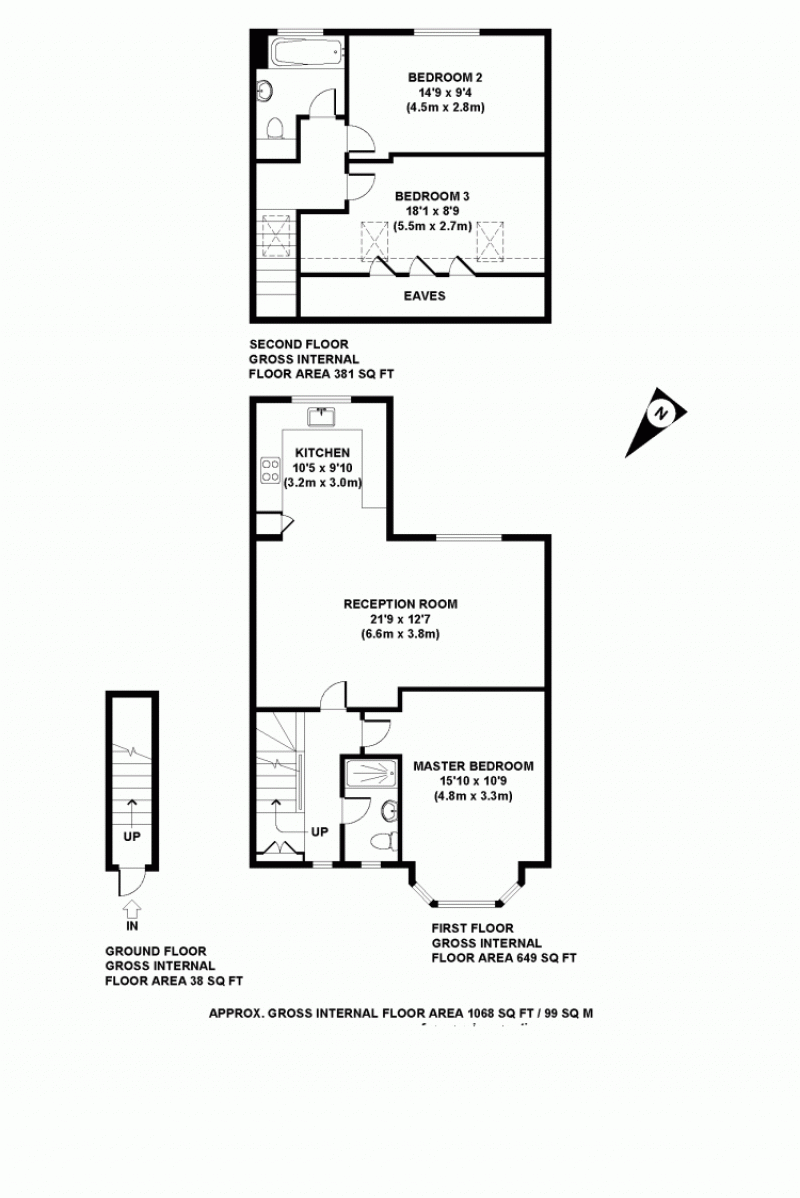 BEDROOM 2
14'9 x 9'4
(4.5m x 2.8m)
BEDROOM 3
18'1 x 8'9
(5.5m x 2.7m)
EAVES
SECOND FLOOR
GROSS INTERNAL
FLOOR AREA 381 SQ FT
N
KITCHEN
10'5 x 9'10
(3.2m x 3.0m)
RECEPTION ROOM
21'9 x 12'7
(6.6m x 3.8m)
MASTER BEDROOM
15'10 x 10'9
(4.8m x 3.3m)
UP
UP
IN
FIRST FLOOR
GROSS INTERNAL
FLOOR AREA 649 SQ FT
GROUND FLOOR
GROSS INTERNAL
FLOOR AREA 38 SQ FT
APPROX. GROSS INTERNAL FLOOR AREA 1068 SQ FT / 99 SQ M